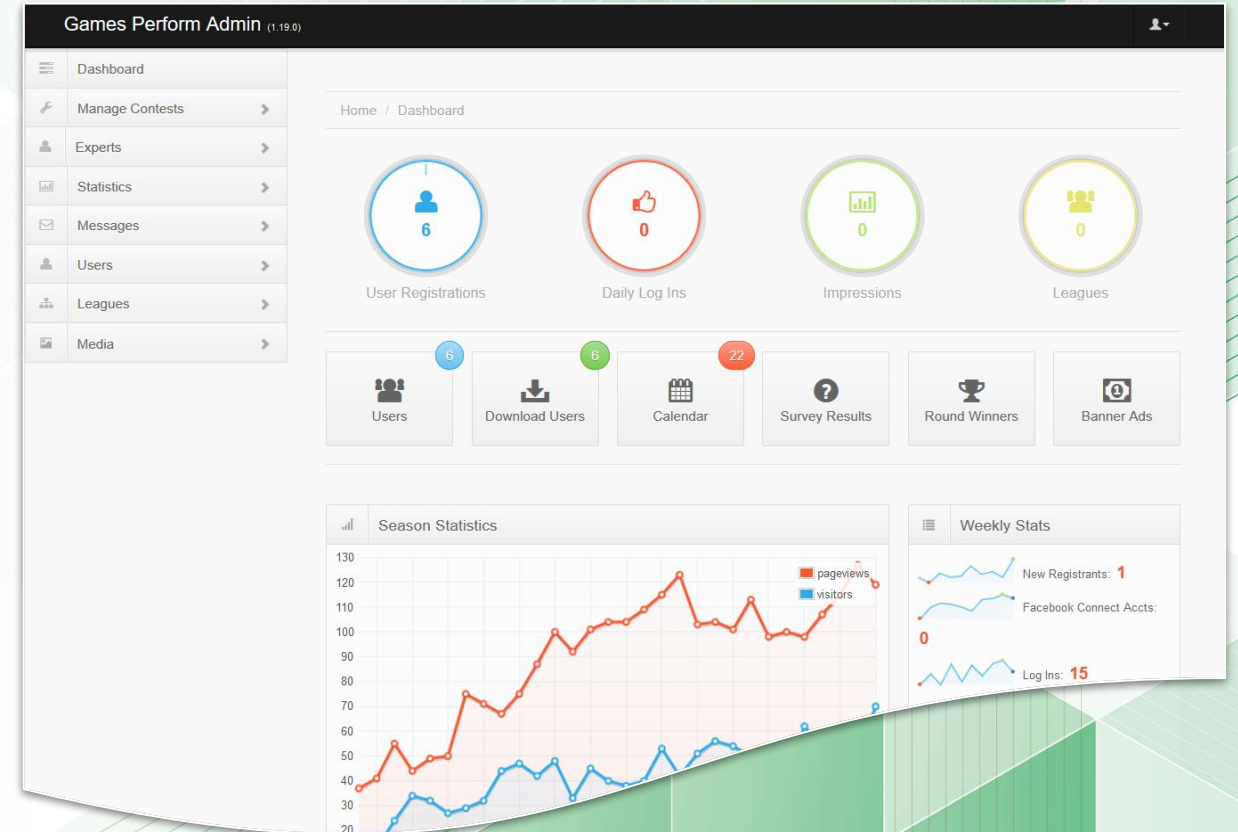 Games Perform Admin (1.19.0)
Dashboard
Manage Contests
Experts
Statistics
Messages
Users
Leagues
Media
Home / Dashboard
6
User Registrations
0
Daily Log Ins
0
Impressions
0
Leagues
6
Users
6
Download Users
22
Calendar
Survey Results
Round Winners
Banner Ads
Season Statistics
130
120
110
100
90
80
70
60
50
40
30
20
pageviews
visitors
Weekly Stats
New Registrants: 1
Facebook Connect Accts:
0
Log Ins: 15